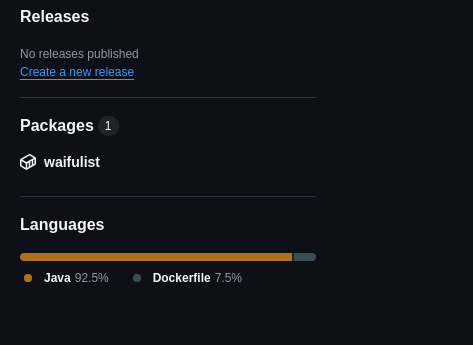 Releases
No releases published
Create a new release
Packages 1
waifulist
Languages
Java 92.5% Dockerfile 7.5%